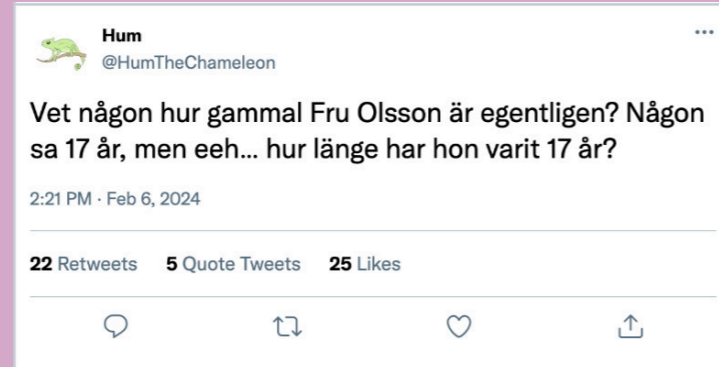 Hum
@HumTheChameleon
Vet någon hur gammal Fru Olsson är egentligen? Någon
sa 17 år, men eeh... hur länge har hon varit 17 år?
2:21 PM · Feb 6, 2024
22 Retweets 5 Quote Tweets 25 Likes